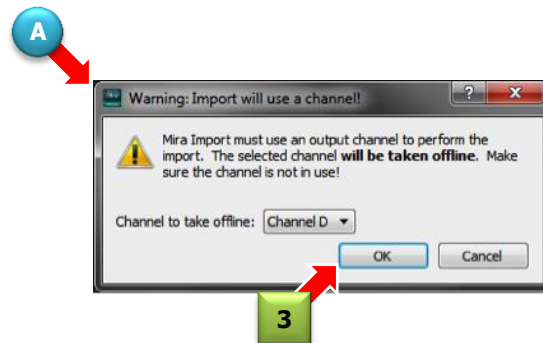 A
Warning: Import will use a channel!
?
X
Mira Import must use an output channel to perform the
import. The selected channel will be taken offline. Make
sure the channel is not in use!
Channel to take offline: Channel D
OK Cancel
3